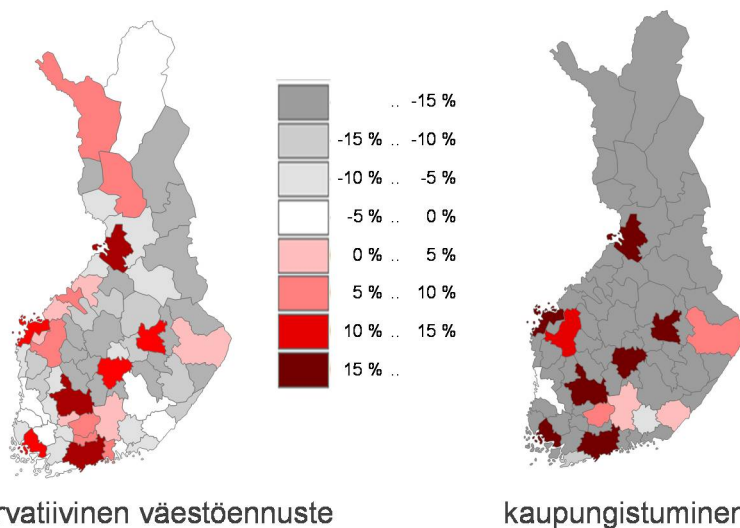 .. -15 %
-15 % .. -10 %
-10 % .. -5 %
-5 % .. 0 %
0 % .. 5 %
5 % .. 10 %
10 % .. 15 %
15 % ..
rvatiivinen väestöennuste
kaupungistuminen